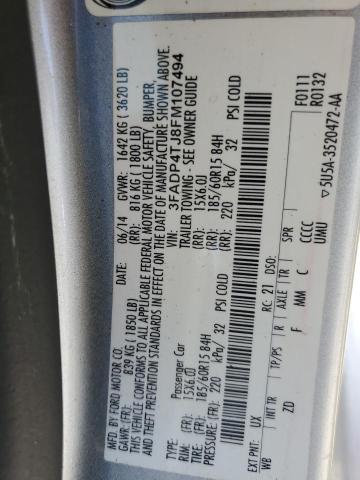 MFD. BY FORD MOTOR CO.
DATE: 06/14 GVWR: 1642 KG ( 3620 LB)
GAWR:(FR): 839 KG ( 1850 LB) (RR): 816 KG ( 1800 LB)
THIS VEHICLE CONFORMS TO ALL APPLICABLE FEDERAL MOTOR VEHICLE SAFETY, BUMPER,
AND THEFT PREVENTION STANDARDS IN EFFECT ON THE DATE OF MANUFACTURE SHOWN ABOVE.
VIN: 3FADP4TJ8FM107494
Passenger Car TRAILER TOWING - SEE OWNER GUIDE
RIM: (FR): 15X6.0J (RR): 15X6.0J
TIRE: (FR): 185/60R15 84H (RR): 185/60R15 84H
PRESSURE: (FR): 220 kPa/ 32 PSI COLD (RR): 220 kPa/ 32 PSI COLD
EXT PNT: UX RC: 21 DSO: F0111
R0132
WB INT TR TP/PS R AXLE TR SPR
ZD F MM C CCCC
UMU
▽5U5A-3520472-AA